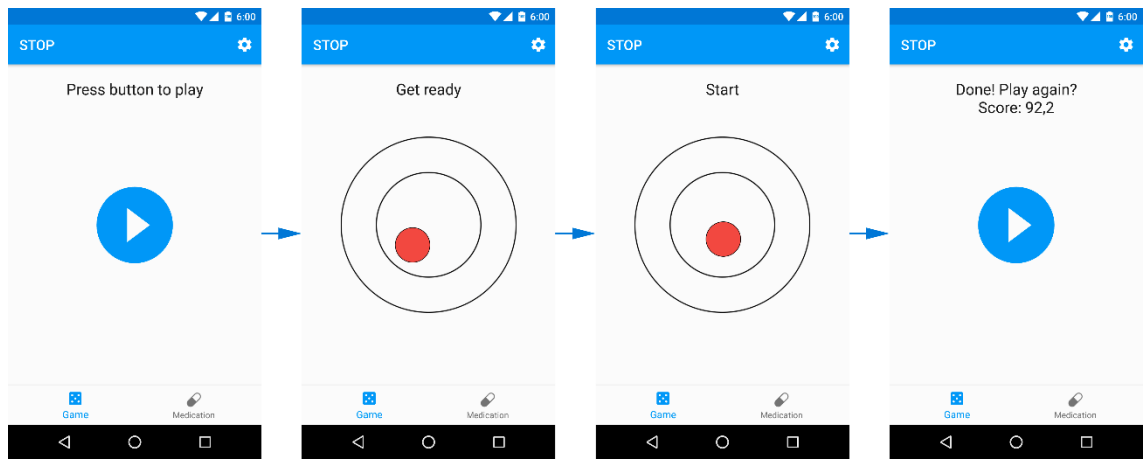 6:00
STOP
Press button to play
Game
Medication
6:00
STOP
Get ready
Game
Medication
6:00
STOP
Start
Game
Medication
6:00
STOP
Done! Play again?
Score: 92,2
Game
Medication